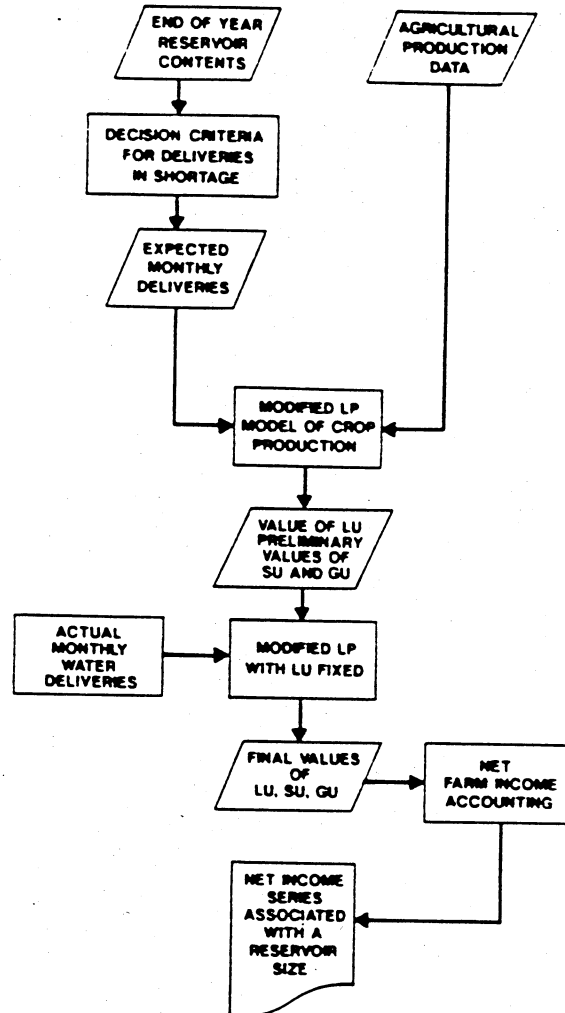 END OF YEAR
RESERVOIR
CONTENTS
AGRICULTURAL
PRODUCTION
DATA
DECISION CRITERIA
FOR DELIVERIES
IN SHORTAGE
EXPECTED
MONTHLY
DELIVERIES
MODIFIED LP
MODEL OF CROP
PRODUCTION
VALUE OF LU
PRELIMINARY
VALUES OF
SU AND GU
ACTUAL
MONTHLY
WATER
DELIVERIES
MODIFIED LP
WITH LU FIXED
FINAL VALUES
OF
LU, SU, GU
NET
FARM INCOME
ACCOUNTING
NET INCOME
SERIES
ASSOCIATED
WITH A
RESERVOIR
SIZE